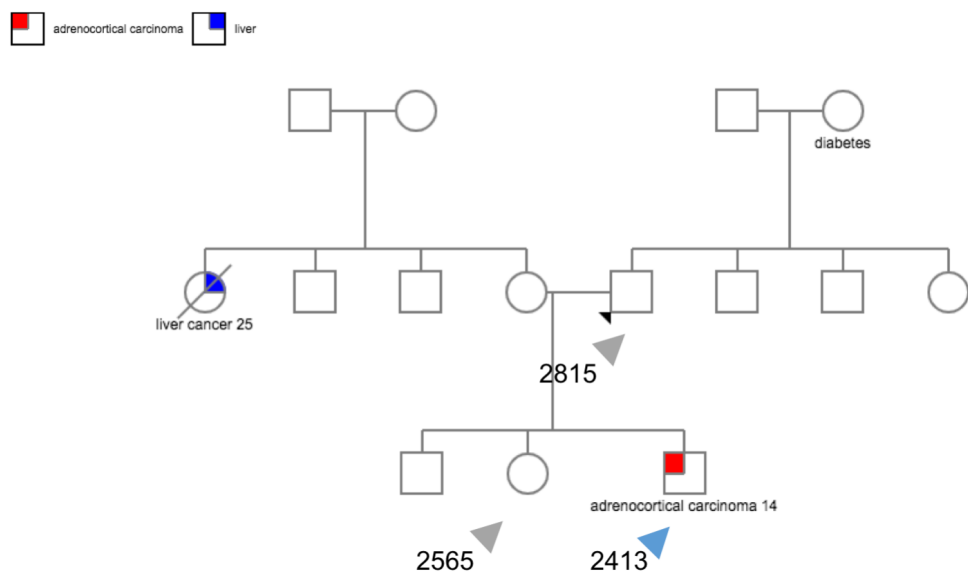 adrenocortical carcinoma
liver
diabetes
liver cancer 25
2815
adrenocortical carcinoma 14
2565
2413